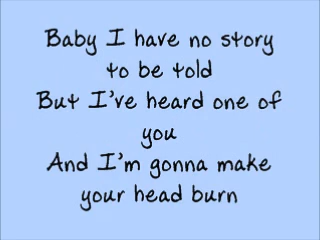 Baby I have no story
to be told
But I've heard one of
you
And I'm gonna make
your head burn